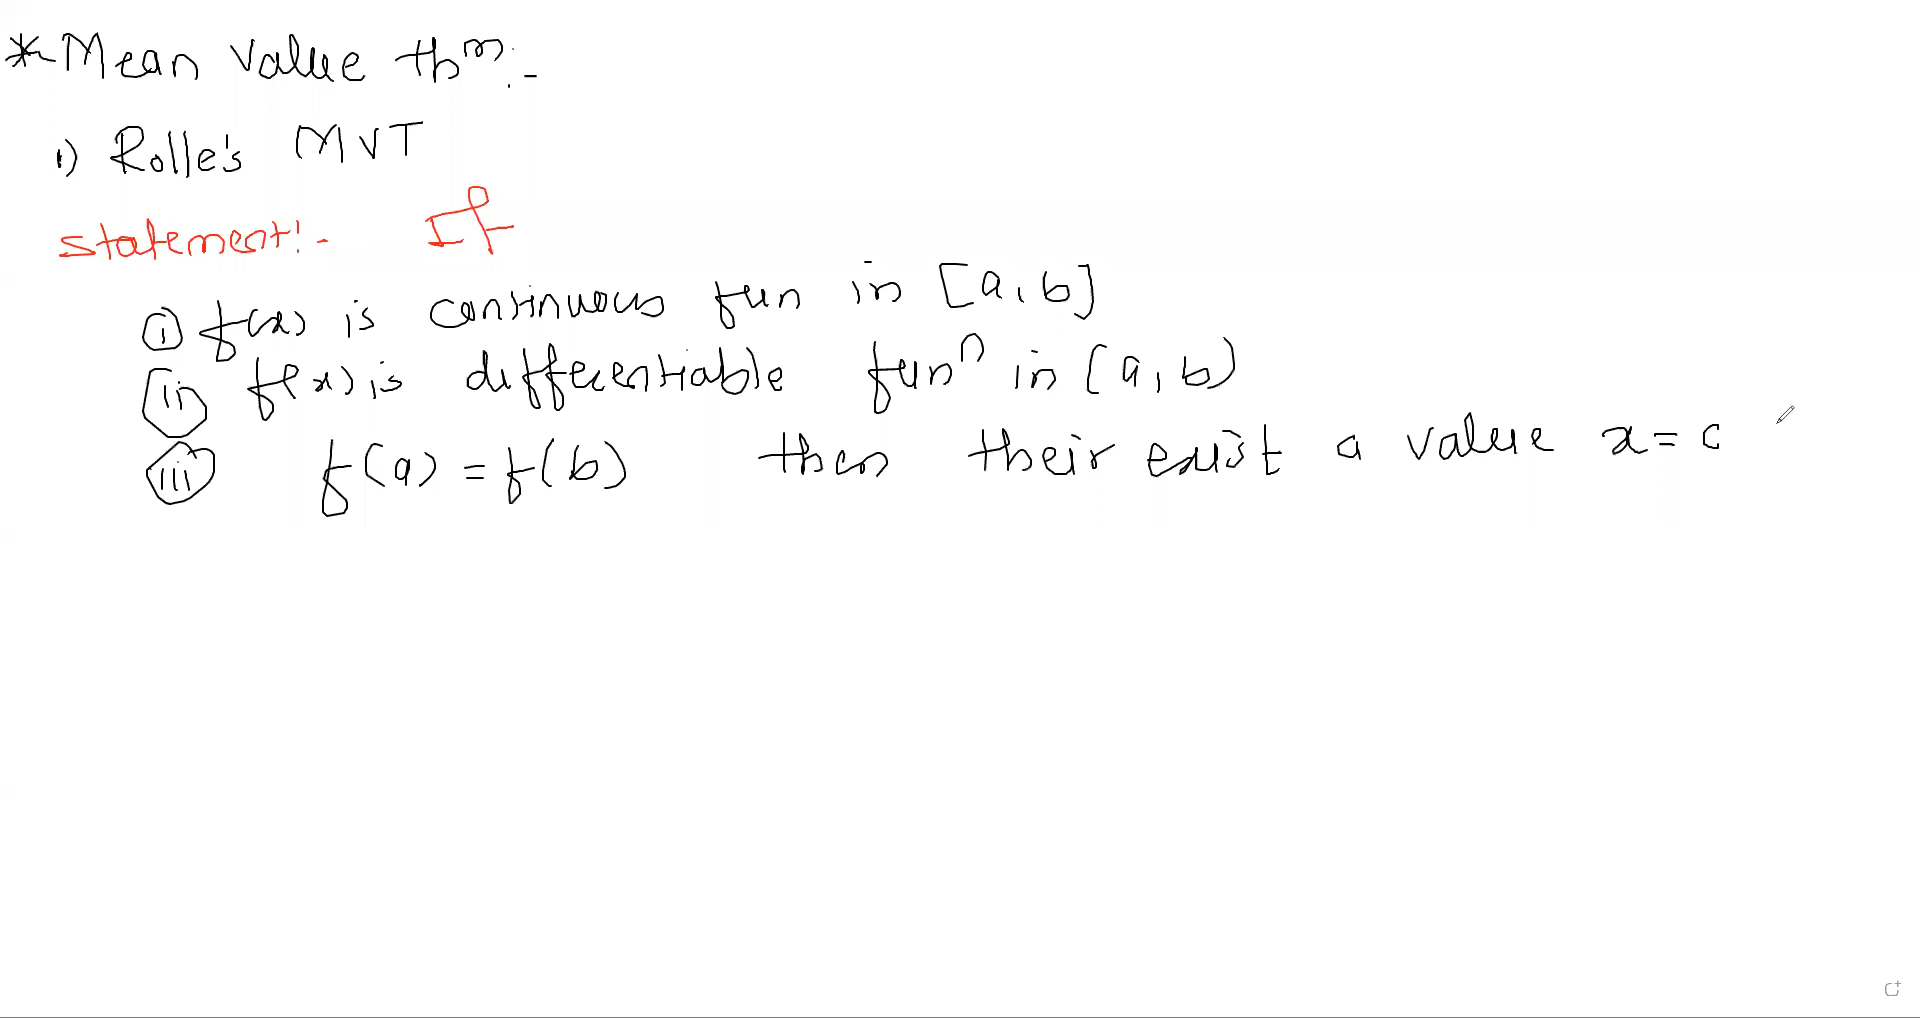 * Mean value thm:-
1) Rolle's MVT
statement:- If
(i) f(x) is continuous fun in [a, b]
(ii) f(x) is differentiable funn in (a, b)
(iii) f(a) = f(b) then their exist a value x = c